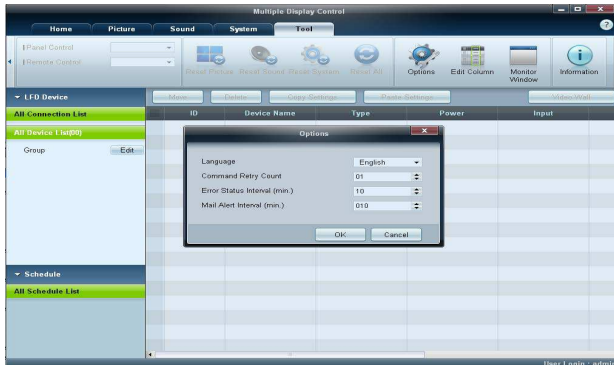 Multiple Display Control
Home Picture Sound System Tool
Panel Control
Remote Control
Reset Picture Reset Sound Reset System Reset All Options Edit Column Monitor Window Information
LFD Device
Move Delete Copy Settings Paste Settings Video Wall
All Connection List
ID Device Name Type Power Input
All Device List(00)
Group Edit
Options
Language English
Command Retry Count 01
Error Status Interval (min.) 10
Mail Alert Interval (min.) 010
OK Cancel
Schedule
All Schedule List
User Login : admin